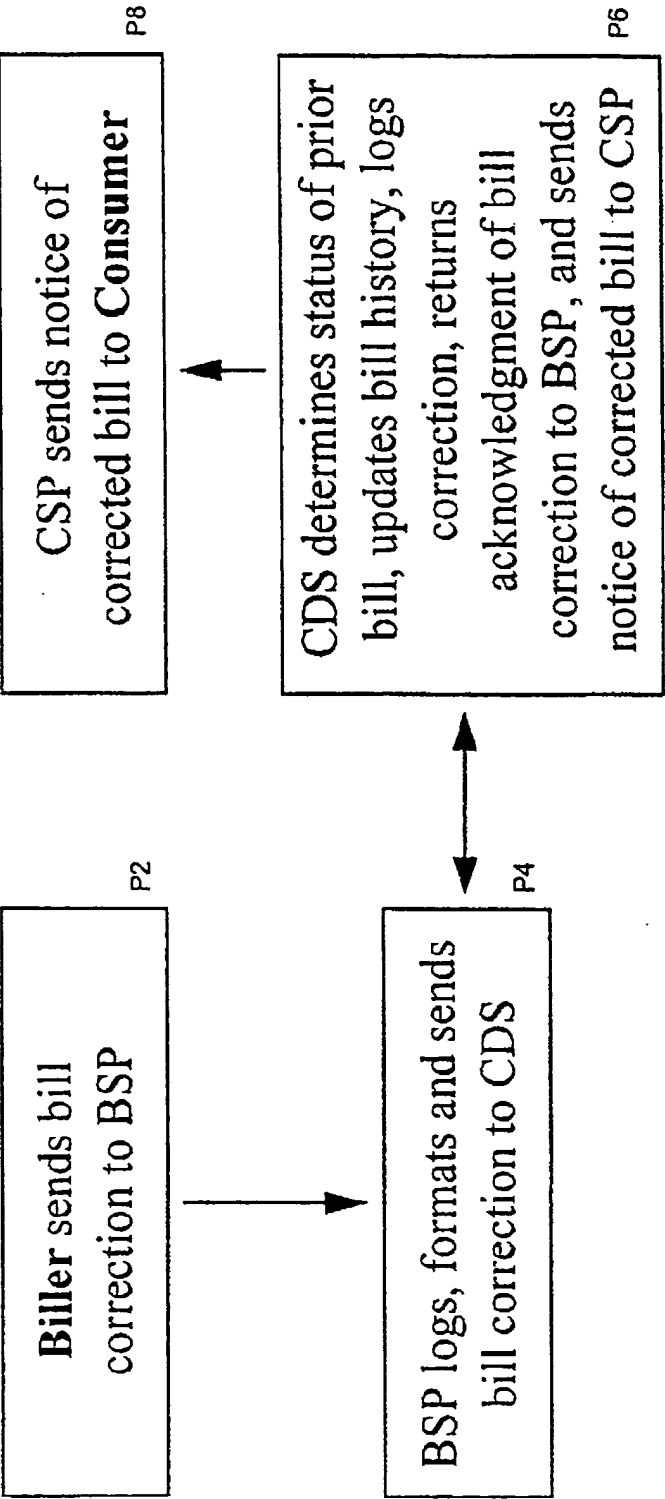 Biller sends bill
correction to BSP
P2
BSP logs, formats and sends
bill correction to CDS
P4
CDS determines status of prior
bill, updates bill history, logs
correction, returns
acknowledgment of bill
correction to BSP, and sends
notice of corrected bill to CSP
P6
CSP sends notice of
corrected bill to Consumer
P8